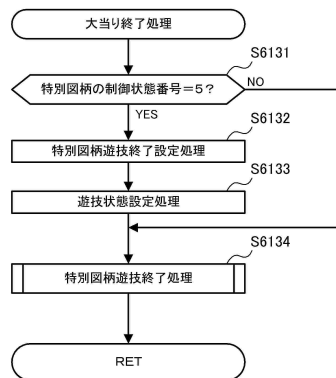 大当り終了処理
S6131
特別図柄の制御状態番号=5?
NO
YES
S6132
特別図柄遊技終了設定処理
S6133
遊技状態設定処理
S6134
特別図柄遊技終了処理
RET